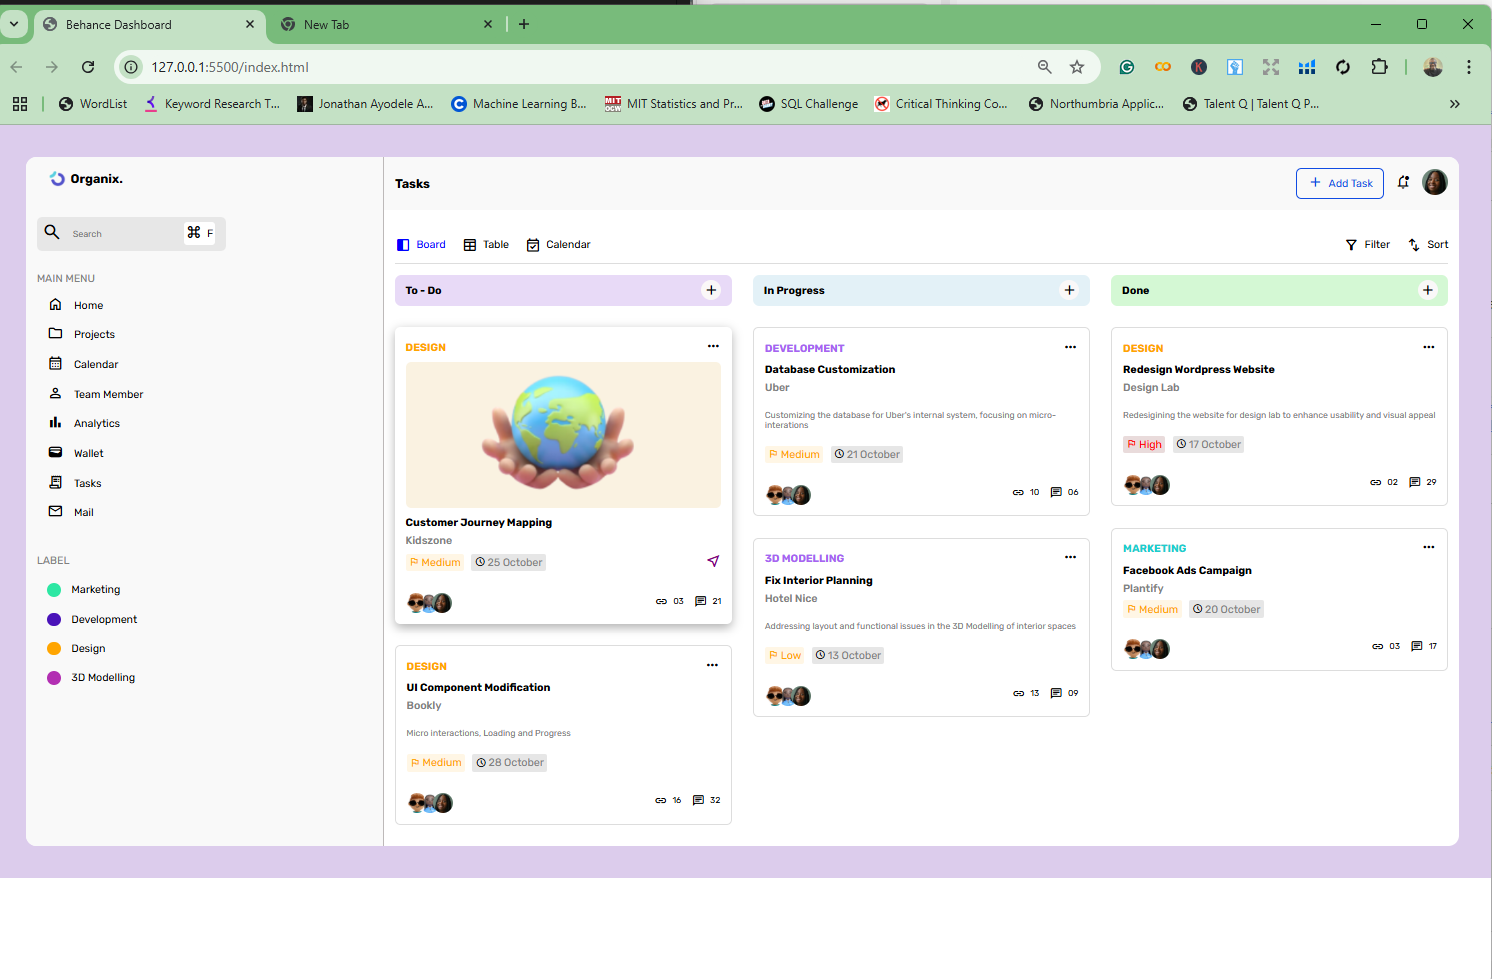 Behance Dashboard
New Tab
127.0.0.1:5500/index.html
WordList
Keyword Research T...
Jonathan Ayodele A...
Machine Learning B...
MIT Statistics and Pr...
SQL Challenge
Critical Thinking Co...
Northumbria Applic...
Talent Q | Talent Q P...
Organix.
Search
⌘ F
MAIN MENU
Home
Projects
Calendar
Team Member
Analytics
Wallet
Tasks
Mail
LABEL
Marketing
Development
Design
3D Modelling
Tasks
+ Add Task
Board
Table
Calendar
Filter
Sort
To - Do
DESIGN
Customer Journey Mapping
Kidszone
Medium
25 October
03
21
DESIGN
UI Component Modification
Bookly
Micro interactions, Loading and Progress
Medium
28 October
16
32
In Progress
DEVELOPMENT
Database Customization
Uber
Customizing the database for Uber's internal system, focusing on micro-
interations
Medium
21 October
10
06
3D MODELLING
Fix Interior Planning
Hotel Nice
Addressing layout and functional issues in the 3D Modelling of interior spaces
Low
13 October
13
09
Done
DESIGN
Redesign Wordpress Website
Design Lab
Redesigining the website for design lab to enhance usability and visual appeal
High
17 October
02
29
MARKETING
Facebook Ads Campaign
Plantify
Medium
20 October
03
17